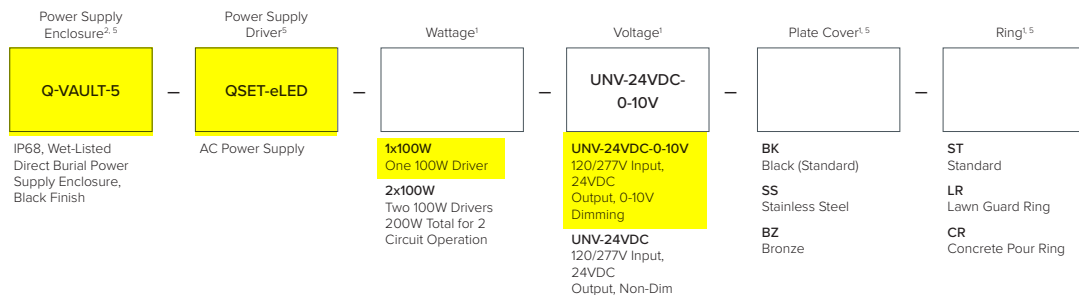 Power Supply
Enclosure2, 5
Q-VAULT-5
IP68, Wet-Listed
Direct Burial Power
Supply Enclosure,
Black Finish
–
Power Supply
Driver5
QSET-eLED
AC Power Supply
–
Wattage1
1x100W
One 100W Driver
2x100W
Two 100W Drivers
200W Total for 2
Circuit Operation
–
Voltage1
UNV-24VDC-
0-10V
UNV-24VDC-0-10V
120/277V Input,
24VDC
Output, 0-10V
Dimming
UNV-24VDC
120/277V Input,
24VDC
Output, Non-Dim
–
Plate Cover1, 5
BK
Black (Standard)
SS
Stainless Steel
BZ
Bronze
–
Ring1, 5
ST
Standard
LR
Lawn Guard Ring
CR
Concrete Pour Ring